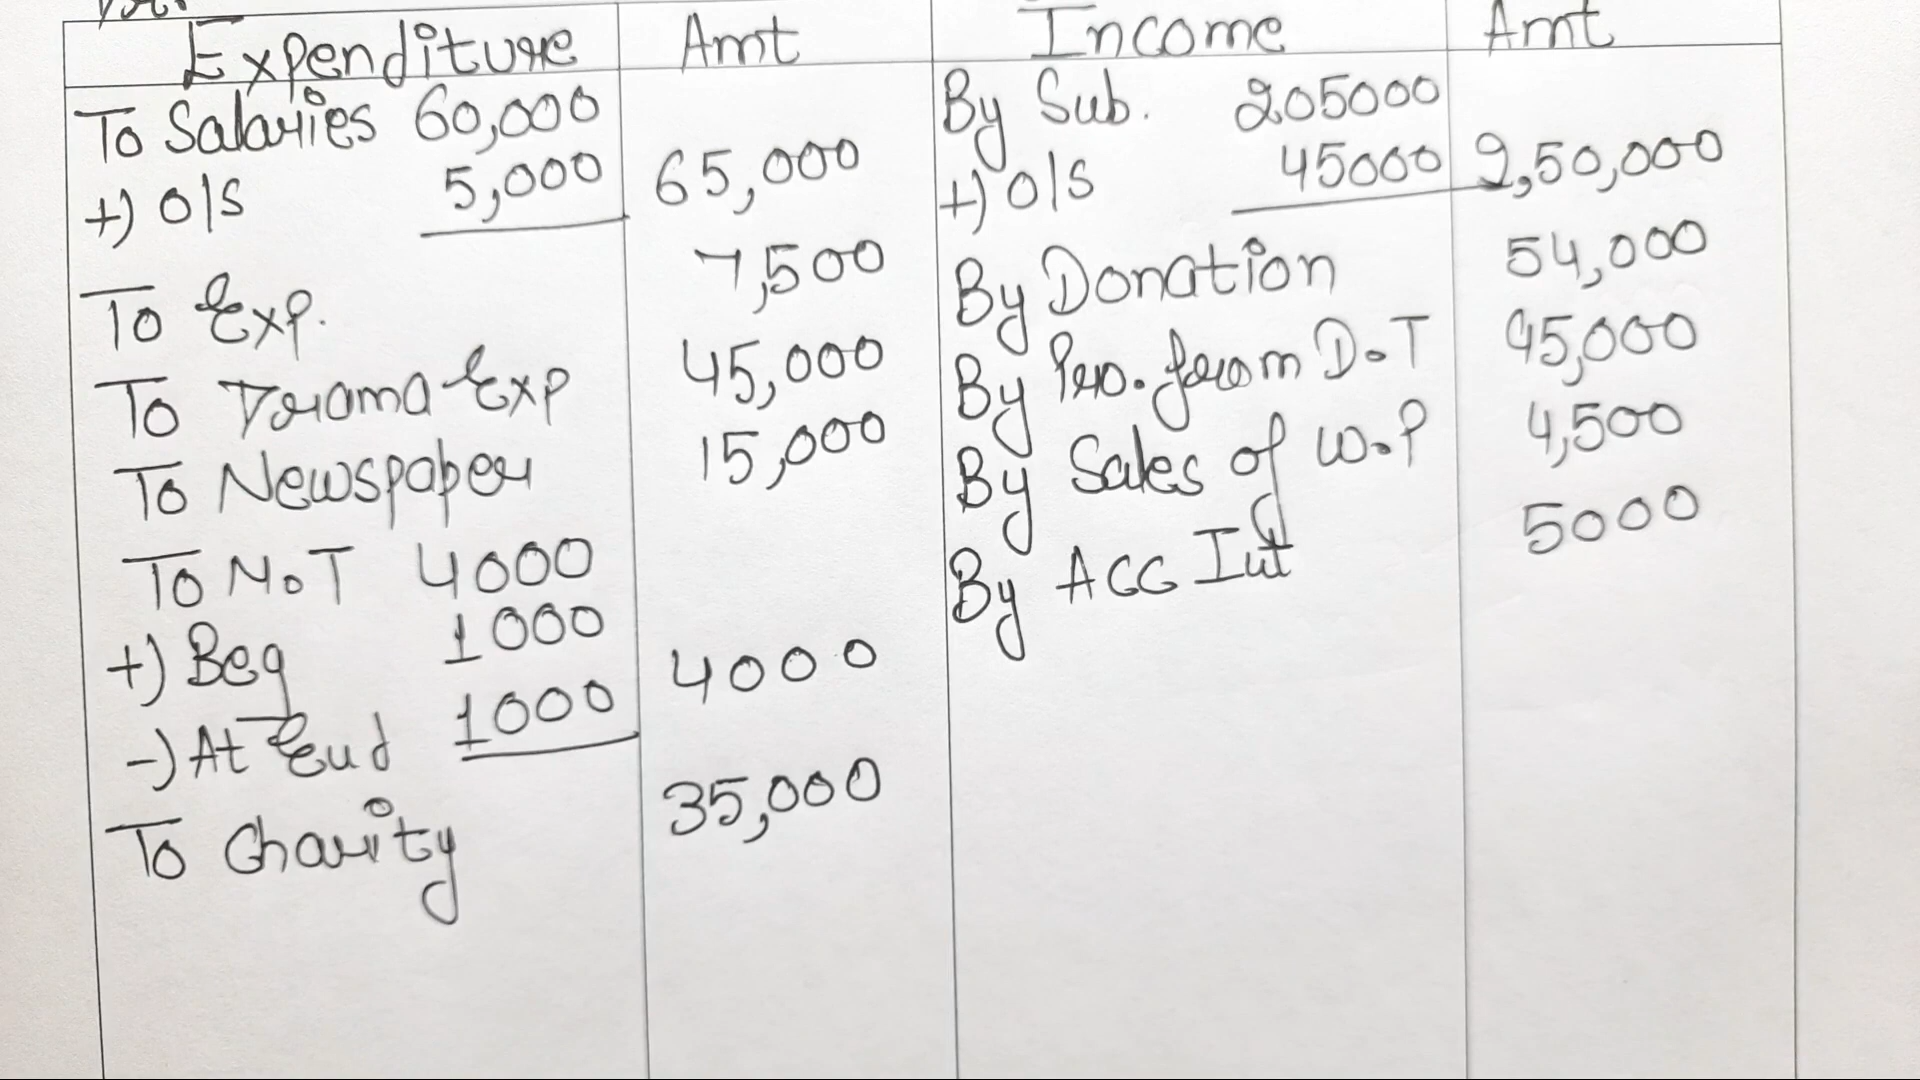 Expenditure Amt Income Amt
To Salaries 60,000 By Sub. 205000
+) O/S 5,000 65,000 +) O/S 45000 2,50,000
To Exp. 7,500 By Donation 54,000
To Drama Exp 45,000 By Pro. from D.T 95,000
To Newspaper 15,000 By Sales of W.P 4,500
To M.T 4000 By Acc Int 5000
+) Beg 1000
-) At End 1000 4000
To Charity 35,000